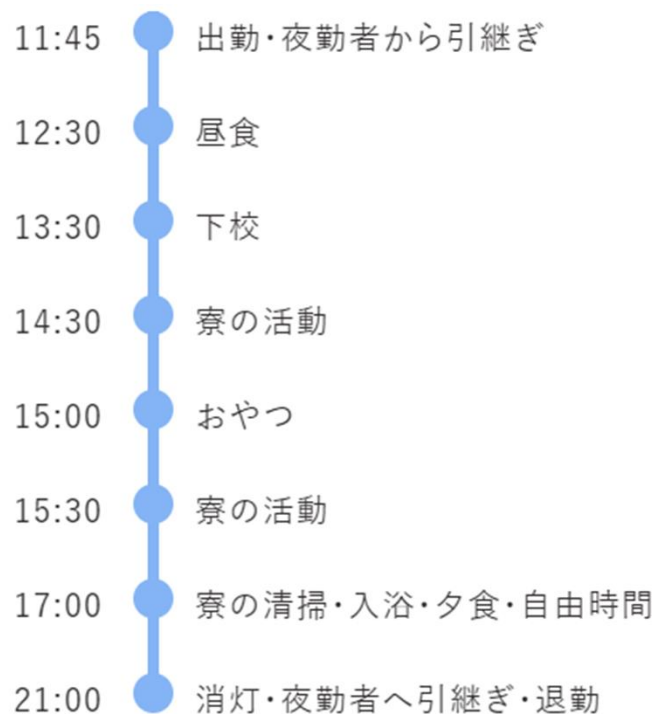 11:45 出勤・夜勤者から引継ぎ
12:30 昼食
13:30 下校
14:30 寮の活動
15:00 おやつ
15:30 寮の活動
17:00 寮の清掃・入浴・夕食・自由時間
21:00 消灯・夜勤者へ引継ぎ・退勤